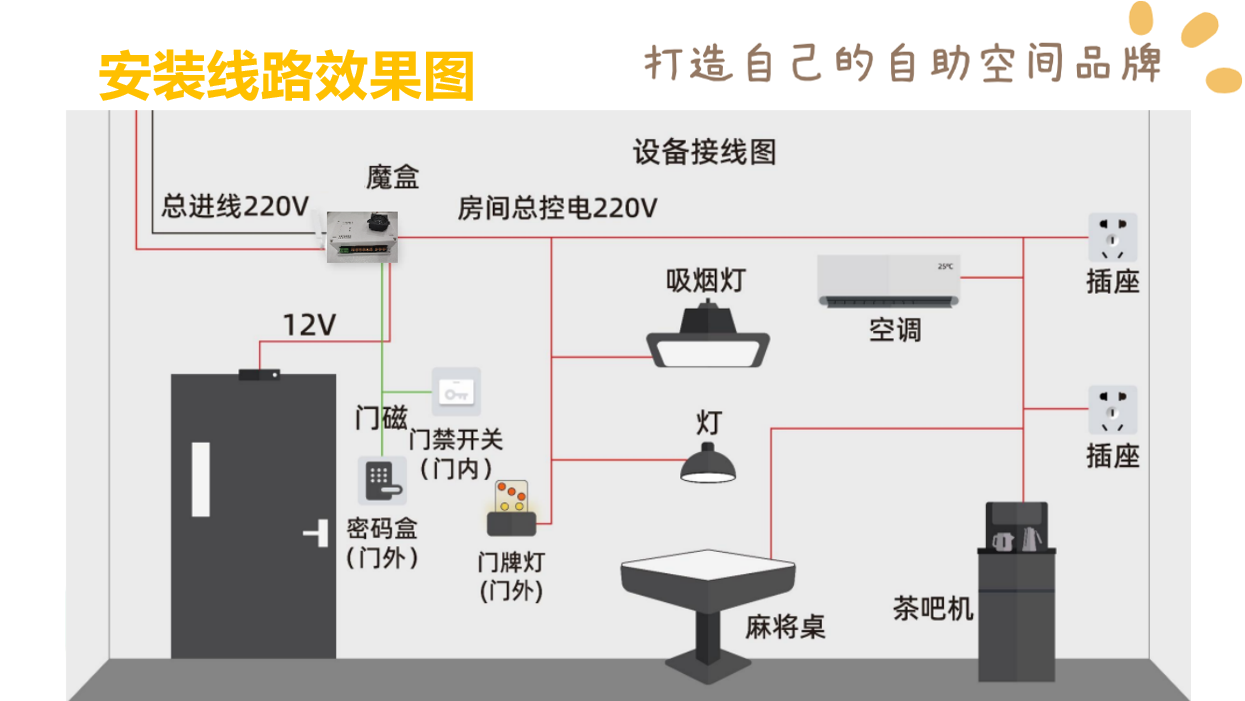 安装线路效果图
打造自己的自助空间品牌
设备接线图
魔盒
总进线220V
房间总控电220V
吸烟灯
25℃
空调
插座
12V
门磁
门禁开关
（门内）
灯
插座
密码盒
（门外）
门牌灯
(门外)
麻将桌
茶吧机